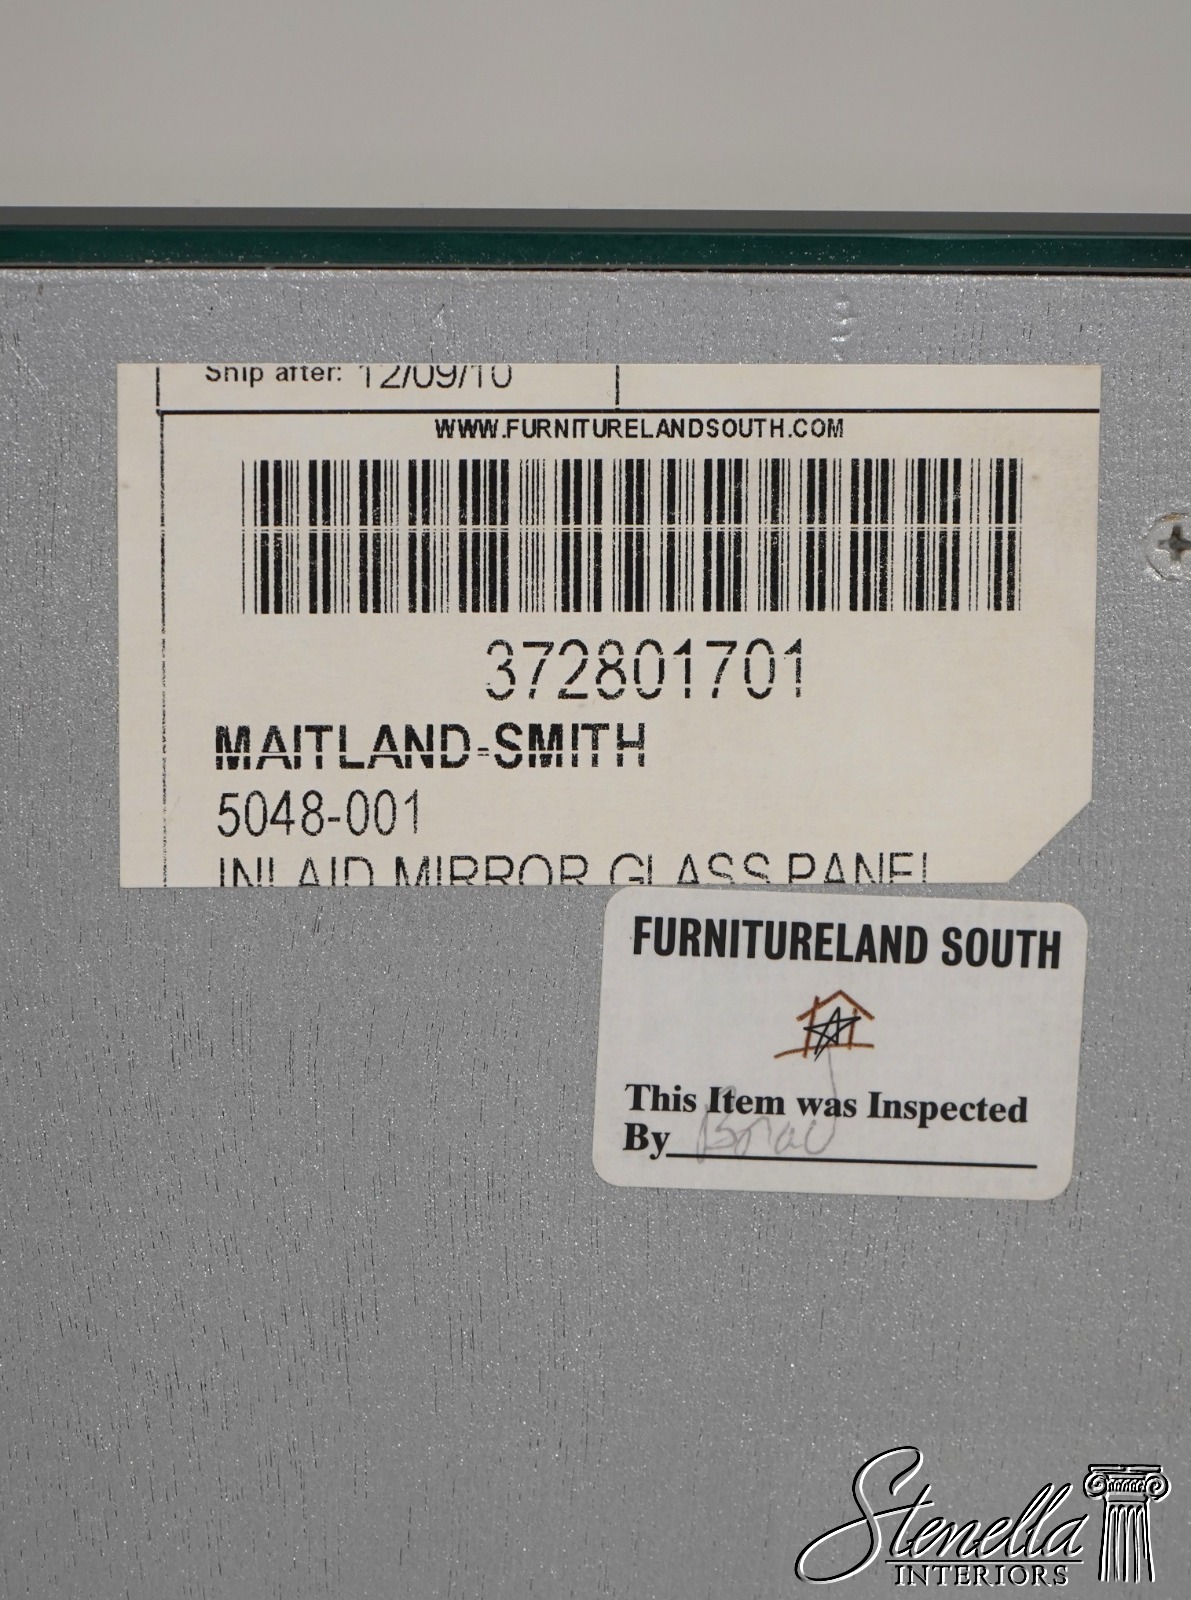 Ship after: 12/09/10
WWW.FURNITURELANDSOUTH.COM
372801701
MAITLAND-SMITH
5048-001
INLAID MIRROR GLASS PANEL
FURNITURELAND SOUTH
This Item was Inspected
By Brad
Stenella
INTERIORS